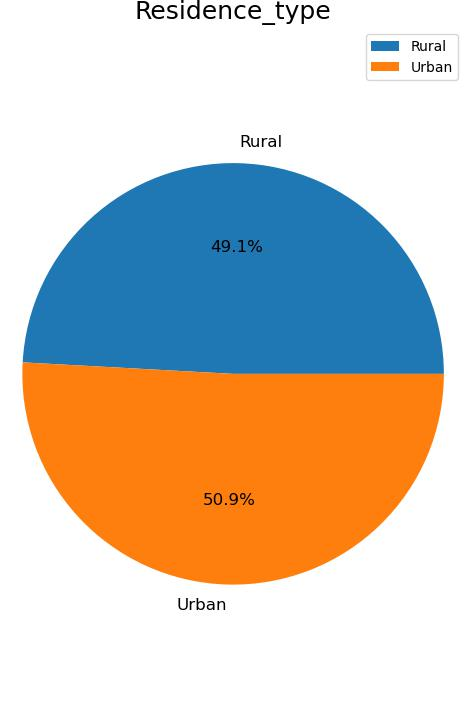 Residence_type
Rural
Urban
Rural
49.1%
50.9%
Urban